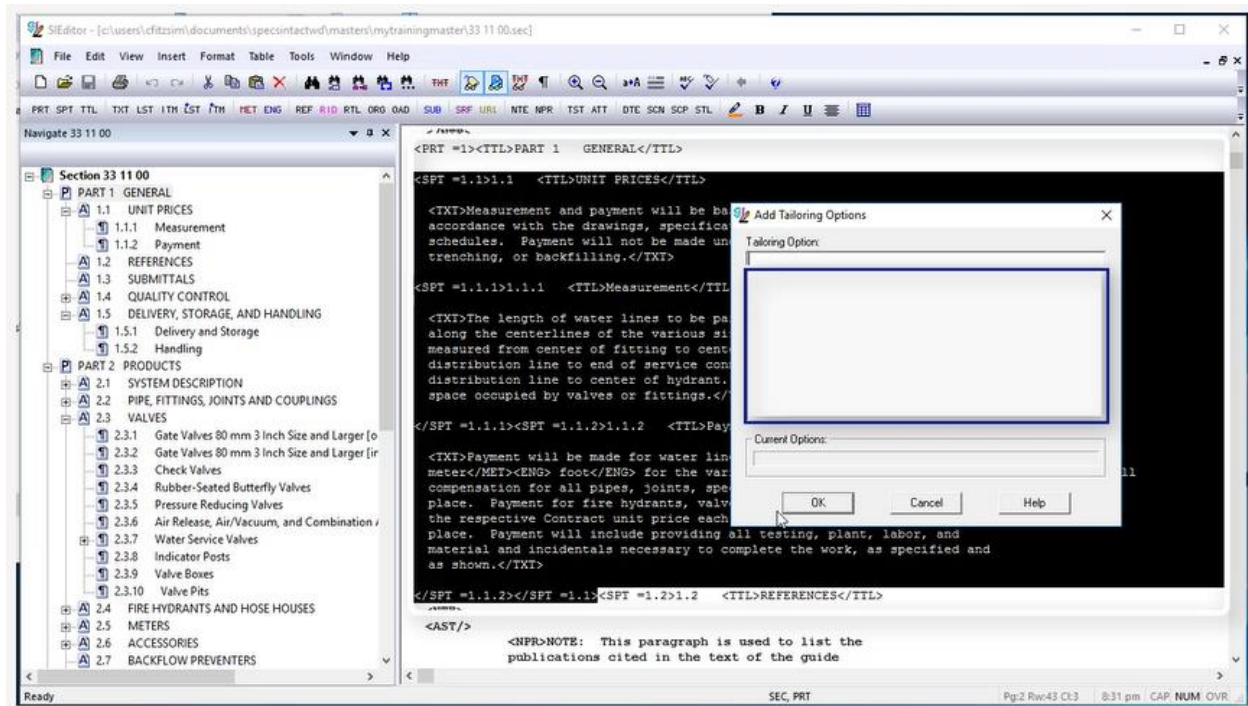 SIEditor - [c:\users\cfitzsim\documents\specsintactwd\masters\mytrainingmaster\33 11 00.sec]
File Edit View Insert Format Table Tools Window Help
PRT SPT TTL TXT LST ITM LST ITM MET ENG REF RID RTL ORG OAD SUB SRF URL NTE NPR TST ATT DTE SCN SCP STL B I U
Navigate 33 11 00
Section 33 11 00
PART 1 GENERAL
1.1 UNIT PRICES
1.1.1 Measurement
1.1.2 Payment
1.2 REFERENCES
1.3 SUBMITTALS
1.4 QUALITY CONTROL
1.5 DELIVERY, STORAGE, AND HANDLING
1.5.1 Delivery and Storage
1.5.2 Handling
PART 2 PRODUCTS
2.1 SYSTEM DESCRIPTION
2.2 PIPE, FITTINGS, JOINTS AND COUPLINGS
2.3 VALVES
2.3.1 Gate Valves 80 mm 3 Inch Size and Larger [o
2.3.2 Gate Valves 80 mm 3 Inch Size and Larger [ir
2.3.3 Check Valves
2.3.4 Rubber-Seated Butterfly Valves
2.3.5 Pressure Reducing Valves
2.3.6 Air Release, Air/Vacuum, and Combination
2.3.7 Water Service Valves
2.3.8 Indicator Posts
2.3.9 Valve Boxes
2.3.10 Valve Pits
2.4 FIRE HYDRANTS AND HOSE HOUSES
2.5 METERS
2.6 ACCESSORIES
2.7 BACKFLOW PREVENTERS
<PRT =1><TTL>PART 1 GENERAL</TTL>
<SPT =1.1>1.1 <TTL>UNIT PRICES</TTL>
<TXT>Measurement and payment will be ba
accordance with the drawings, specifica
schedules. Payment will not be made un
trenching, or backfilling.</TXT>
<SPT =1.1.1>1.1.1 <TTL>Measurement</TTL
<TXT>The length of water lines to be pa
along the centerlines of the various si
measured from center of fitting to cent
distribution line to end of service con
distribution line to center of hydrant.
space occupied by valves or fittings.</
</SPT =1.1.1><SPT =1.1.2>1.1.2 <TTL>Pay
<TXT>Payment will be made for water lin
meter</MET><ENG> foot</ENG> for the var ll
compensation for all pipes, joints, spe
place. Payment for fire hydrants, valv
the respective Contract unit price each
place. Payment will include providing all testing, plant, labor, and
material and incidentals necessary to complete the work, as specified and
as shown.</TXT>
</SPT =1.1.2></SPT =1.1><SPT =1.2>1.2 <TTL>REFERENCES</TTL>
<AST/>
<NPR>NOTE: This paragraph is used to list the
publications cited in the text of the guide
Add Tailoring Options
Tailoring Option:
Current Options:
OK Cancel Help
Ready SEC, PRT Pg:2 Rw:43 Cl:3 8:31 pm CAP NUM OVR